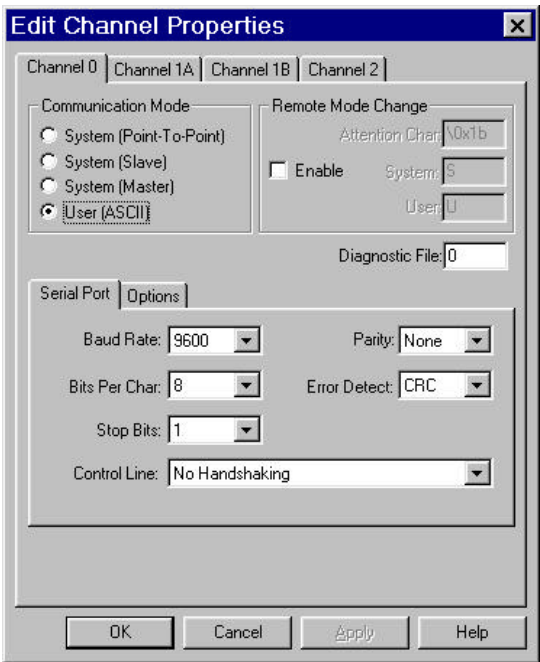 Edit Channel Properties
Channel 0 Channel 1A Channel 1B Channel 2
Communication Mode
System (Point-To-Point)
System (Slave)
System (Master)
User (ASCII)
Remote Mode Change
Attention Char: \0x1b
Enable
System: S
User: U
Diagnostic File: 0
Serial Port Options
Baud Rate: 9600 Parity: None
Bits Per Char: 8 Error Detect: CRC
Stop Bits: 1
Control Line: No Handshaking
OK Cancel Apply Help